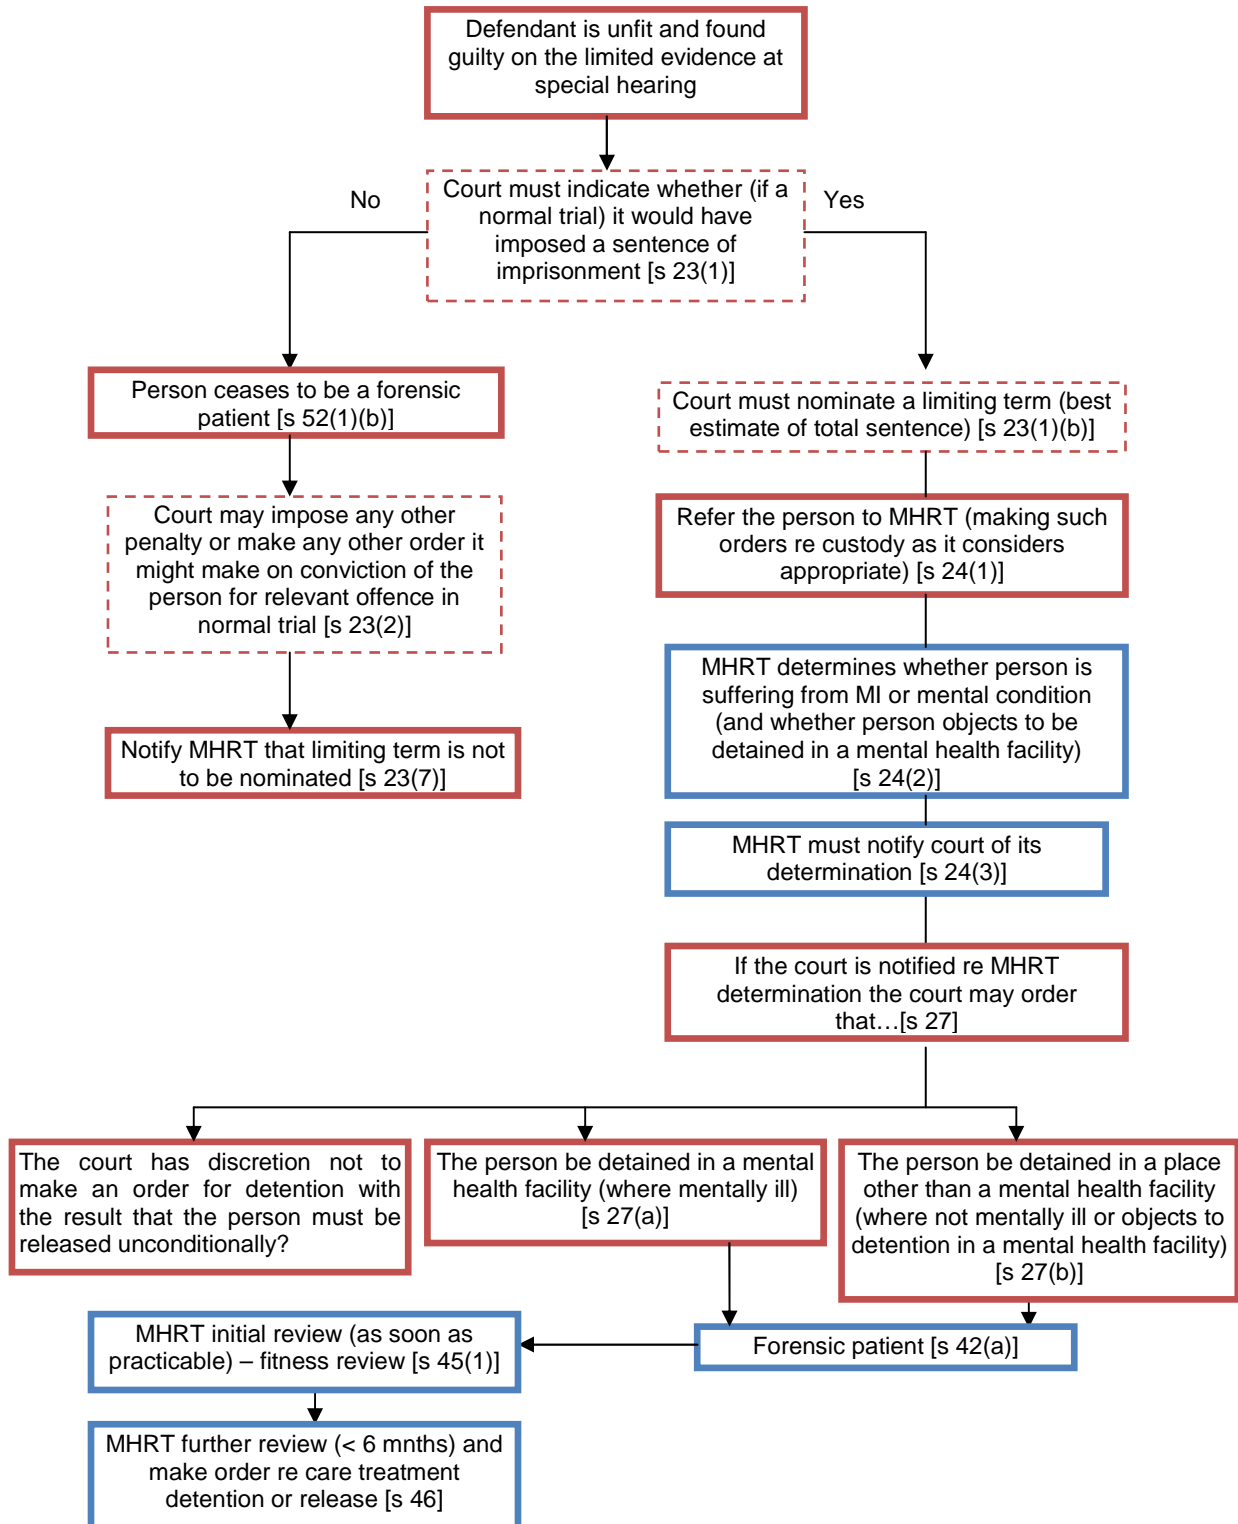 Defendant is unfit and found
guilty on the limited evidence at
special hearing
Court must indicate whether (if a
normal trial) it would have
imposed a sentence of
imprisonment [s 23(1)]
No
Yes
Person ceases to be a forensic
patient [s 52(1)(b)]
Court may impose any other
penalty or make any other order it
might make on conviction of the
person for relevant offence in
normal trial [s 23(2)]
Notify MHRT that limiting term is not
to be nominated [s 23(7)]
Court must nominate a limiting term (best
estimate of total sentence) [s 23(1)(b)]
Refer the person to MHRT (making such
orders re custody as it considers
appropriate) [s 24(1)]
MHRT determines whether person is
suffering from MI or mental condition
(and whether person objects to be
detained in a mental health facility)
[s 24(2)]
MHRT must notify court of its
determination [s 24(3)]
If the court is notified re MHRT
determination the court may order
that…[s 27]
The court has discretion not to
make an order for detention with
the result that the person must be
released unconditionally?
The person be detained in a mental
health facility (where mentally ill)
[s 27(a)]
The person be detained in a place
other than a mental health facility
(where not mentally ill or objects to
detention in a mental health facility)
[s 27(b)]
Forensic patient [s 42(a)]
MHRT initial review (as soon as
practicable) – fitness review [s 45(1)]
MHRT further review (< 6 mnths) and
make order re care treatment
detention or release [s 46]